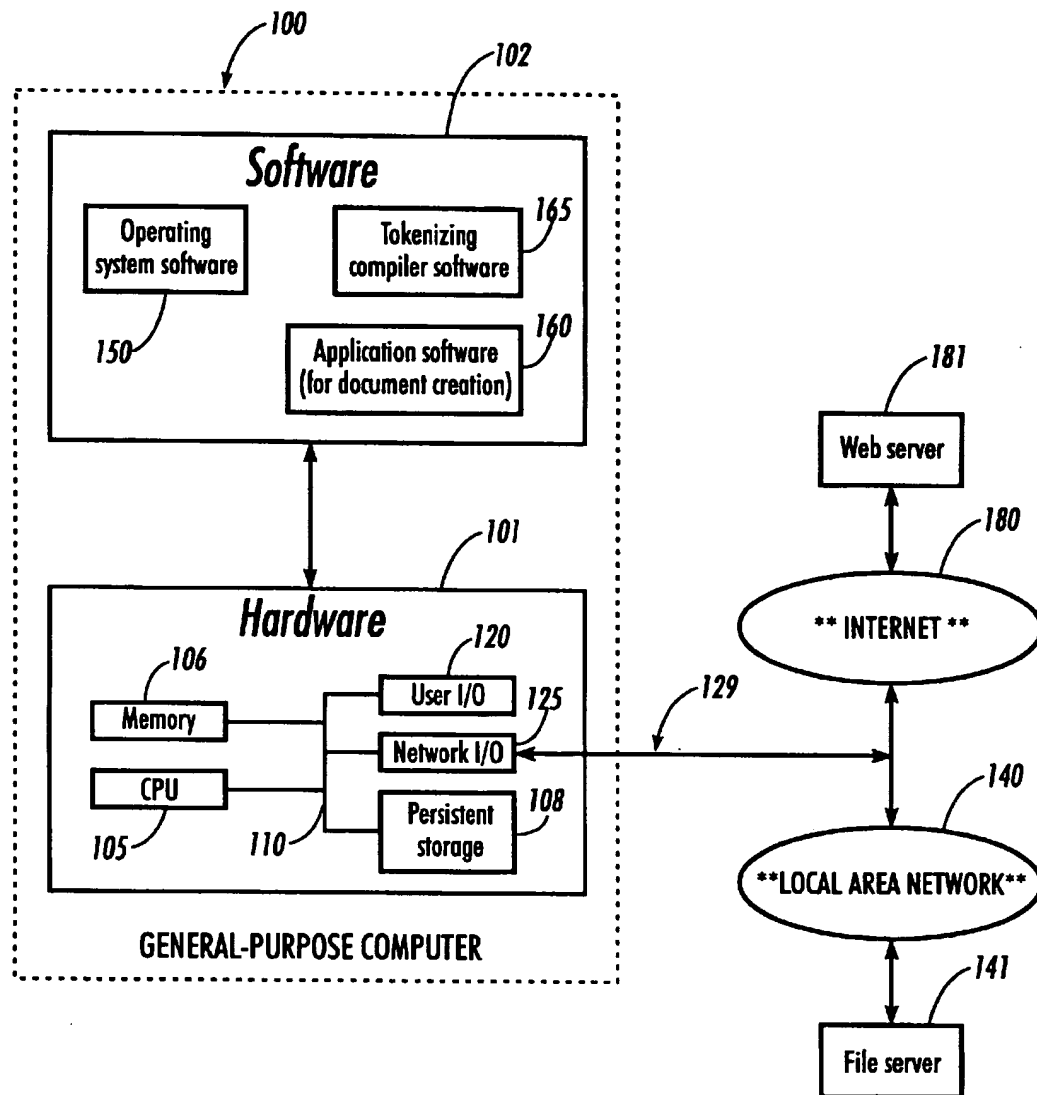 100
102
Software
Operating
system software
150
Tokenizing
compiler software
165
Application software
(for document creation)
160
181
Web server
180
** INTERNET **
101
Hardware
106
Memory
120
User I/O
125
Network I/O
129
CPU
105
110
Persistent
storage
108
140
**LOCAL AREA NETWORK**
GENERAL-PURPOSE COMPUTER
141
File server